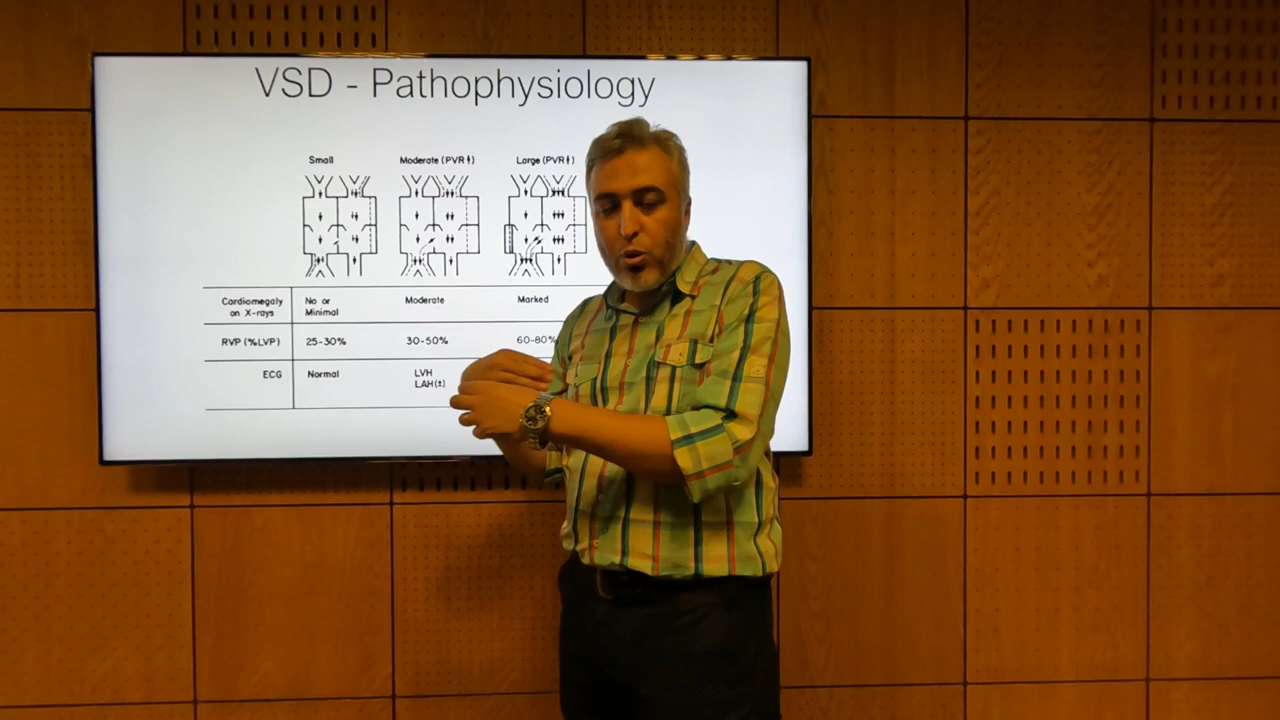 VSD - Pathophysiology
Small Moderate (PVR↑) Large (PVR↑)
Cardiomegaly on X-rays No or Minimal Moderate Marked
RVP (%LVP) 25-30% 30-50% 60-80%
ECG Normal LVH
LAH(±)